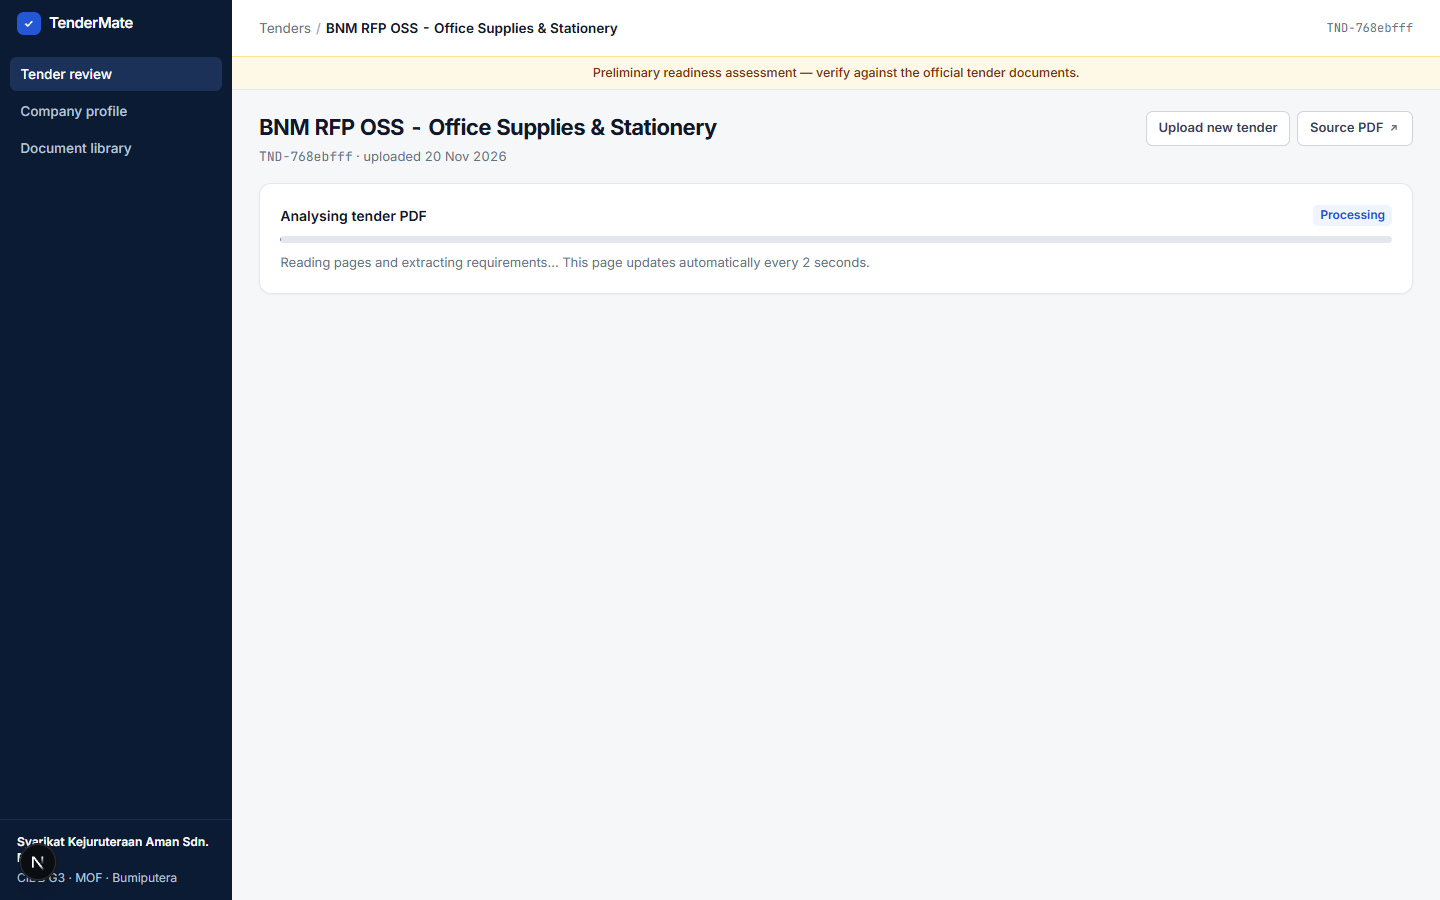 TenderMate
Tender review
Company profile
Document library
Syarikat Kejuruteraan Aman Sdn.
G3 · MOF · Bumiputera
Tenders / BNM RFP OSS - Office Supplies & Stationery
TND-768ebfff
Preliminary readiness assessment — verify against the official tender documents.
BNM RFP OSS - Office Supplies & Stationery
TND-768ebfff · uploaded 20 Nov 2026
Upload new tender
Source PDF ↗
Analysing tender PDF
Processing
Reading pages and extracting requirements... This page updates automatically every 2 seconds.